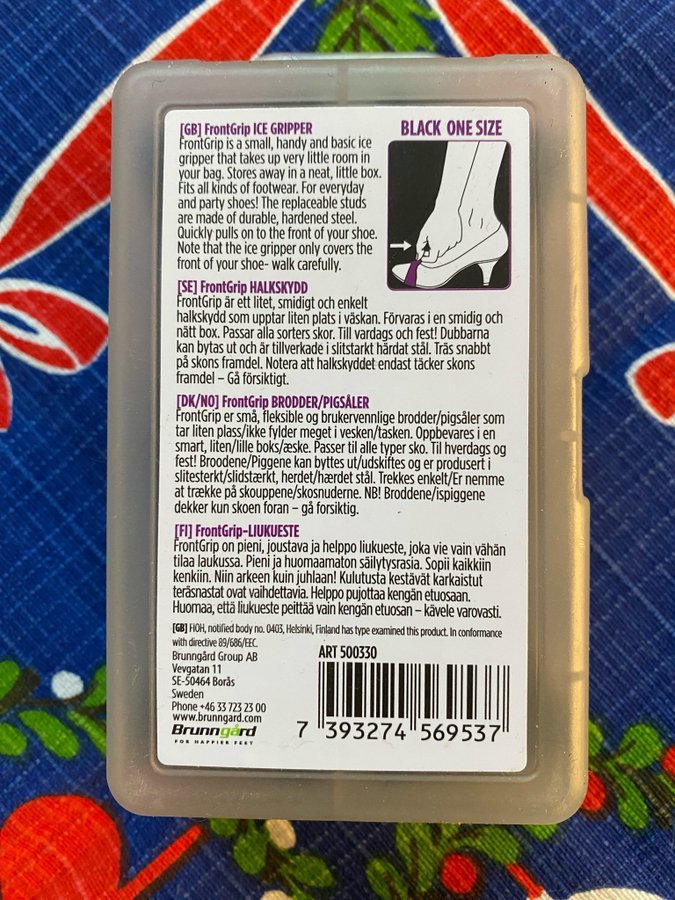 [GB] FrontGrip ICE GRIPPER
FrontGrip is a small, handy and basic ice
gripper that takes up very little room in
your bag. Stores away in a neat, little box.
Fits all kinds of footwear. For everyday
and party shoes! The replaceable studs
are made of durable, hardened steel.
Quickly pulls on to the front of your shoe.
Note that the ice gripper only covers the
front of your shoe- walk carefully.
BLACK ONE SIZE
[SE] FrontGrip HALKSKYDD
FrontGrip är ett litet, smidigt och enkelt
halkskydd som upptar liten plats i väskan. Förvaras i en smidig och
nätt box. Passar alla sorters skor. Till vardags och fest! Dubbarna
kan bytas ut och är tillverkade i slitstarkt härdat stål. Träs snabbt
på skons framdel. Notera att halkskyddet endast täcker skons
framdel – Gå försiktigt.
[DK/NO] FrontGrip BRODDER/PIGSÅLER
FrontGrip er små, fleksible og brukervennlige brodder/pigsåler som
tar liten plass/ikke fylder meget i vesken/tasken. Oppbevares i en
smart, liten/lille boks/æske. Passer til alle typer sko. Til hverdags og
fest! Broodene/Piggene kan byttes ut/udskiftes og er produsert i
slitesterkt/slidstærkt, herdet/hærdet stål. Trekkes enkelt/Er nemme
at trække på skouppene/skosnuderne. NB! Broddene/ispiggene
dekker kun skoen foran – gå forsiktig.
[FI] FrontGrip-LIUKUESTE
FrontGrip on pieni, joustava ja helppo liukueste, joka vie vain vähän
tilaa laukussa. Pieni ja huomaamaton säilytysrasia. Sopii kaikkiin
kenkiin. Niin arkeen kuin juhlaan! Kulutusta kestävät karkaistut
teräsnastat ovat vaihdettavia. Helppo pujottaa kengän etuosaan.
Huomaa, että liukueste peittää vain kengän etuosan – kävele varovasti.
[GB] FIOH, notified body no. 0403, Helsinki, Finland has type examined this product. In conformance
with directive 89/686/EEC.
Brunngård Group AB
Vevgatan 11
SE-50464 Borås
Sweden
Phone +46 33 723 23 00
www.brunngard.com
Brunngård
FOR HAPPIER FEET
ART 500330
7 393274 569537